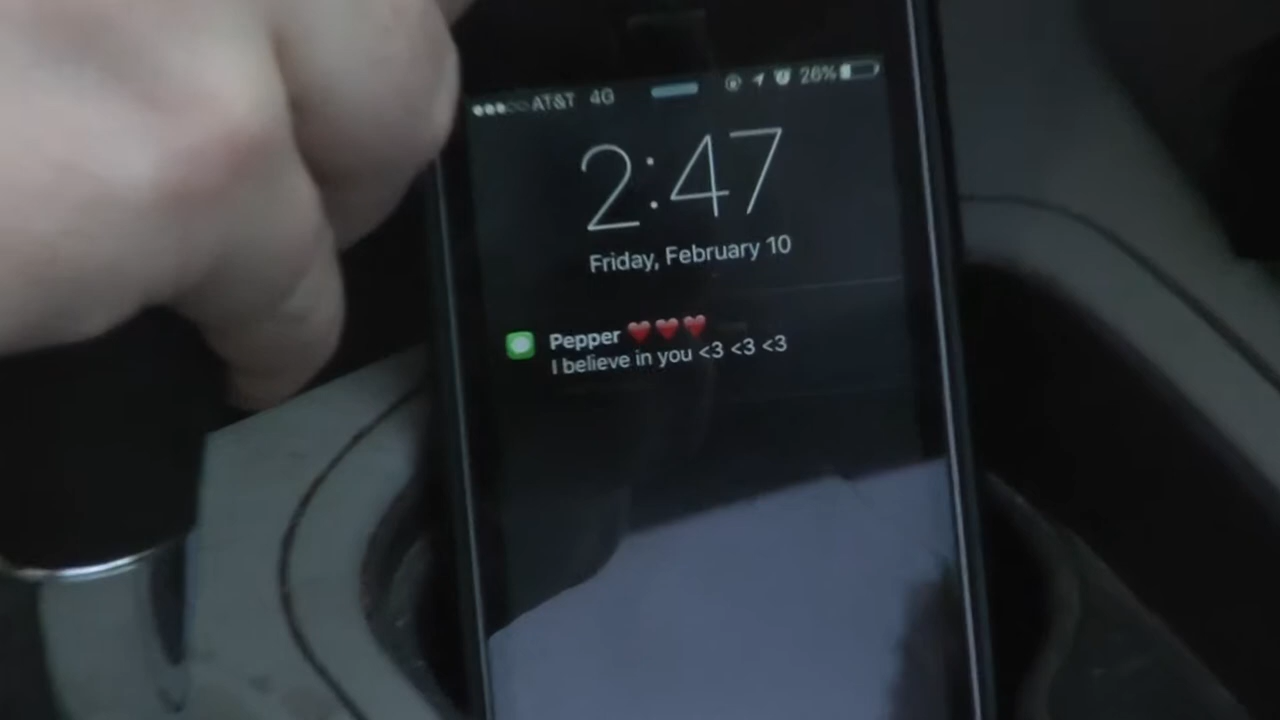 AT&T 4G 26%
2:47
Friday, February 10
Pepper ❤️❤️❤️
I believe in you <3 <3 <3